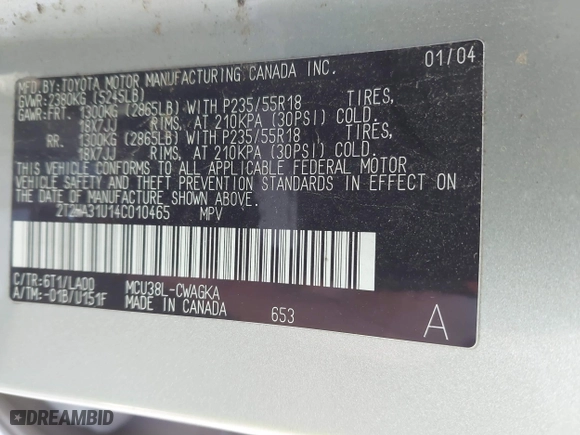 MFD.BY:TOYOTA MOTOR MANUFACTURING CANADA INC. 01/04
GVWR:2380KG (5245LB)
GAWR:FRT. 1300KG (2865LB) WITH P235/55R18 TIRES,
18X7JJ RIMS, AT 210KPA (30PSI) COLD.
RR. 1300KG (2865LB) WITH P235/55R18 TIRES,
18X7JJ RIMS, AT 210KPA (30PSI) COLD.
THIS VEHICLE CONFORMS TO ALL APPLICABLE FEDERAL MOTOR
VEHICLE SAFETY AND THEFT PREVENTION STANDARDS IN EFFECT ON
THE DATE OF MANUFACTURE SHOWN ABOVE.
2T2HA31U14C010465 MPV
C/TR:6T1/LA00 MCU38L-CWAGKA
A/TM:-01B/U151F MADE IN CANADA 653 A
DREAMBID